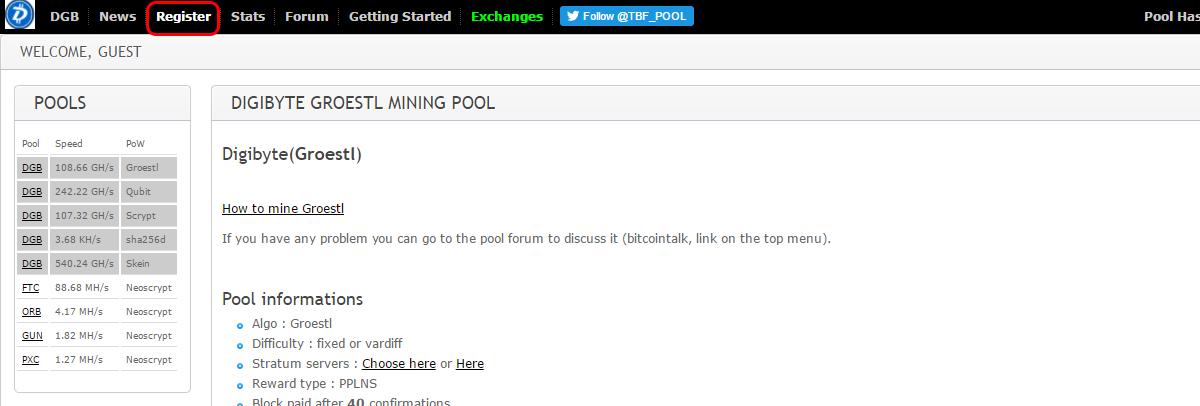 DGB News Register Stats Forum Getting Started Exchanges Follow @TBF_POOL Pool Has
WELCOME, GUEST
POOLS
Pool Speed PoW
DGB 108.66 GH/s Groestl
DGB 242.22 GH/s Qubit
DGB 107.32 GH/s Scrypt
DGB 3.68 KH/s sha256d
DGB 540.24 GH/s Skein
FTC 88.68 MH/s Neoscrypt
ORB 4.17 MH/s Neoscrypt
GUN 1.82 MH/s Neoscrypt
PXC 1.27 MH/s Neoscrypt
DIGIBYTE GROESTL MINING POOL
Digibyte(Groestl)
How to mine Groestl
If you have any problem you can go to the pool forum to discuss it (bitcointalk, link on the top menu).
Pool informations
Algo : Groestl
Difficulty : fixed or vardiff
Stratum servers : Choose here or Here
Reward type : PPLNS
Block paid after 40 confirmations